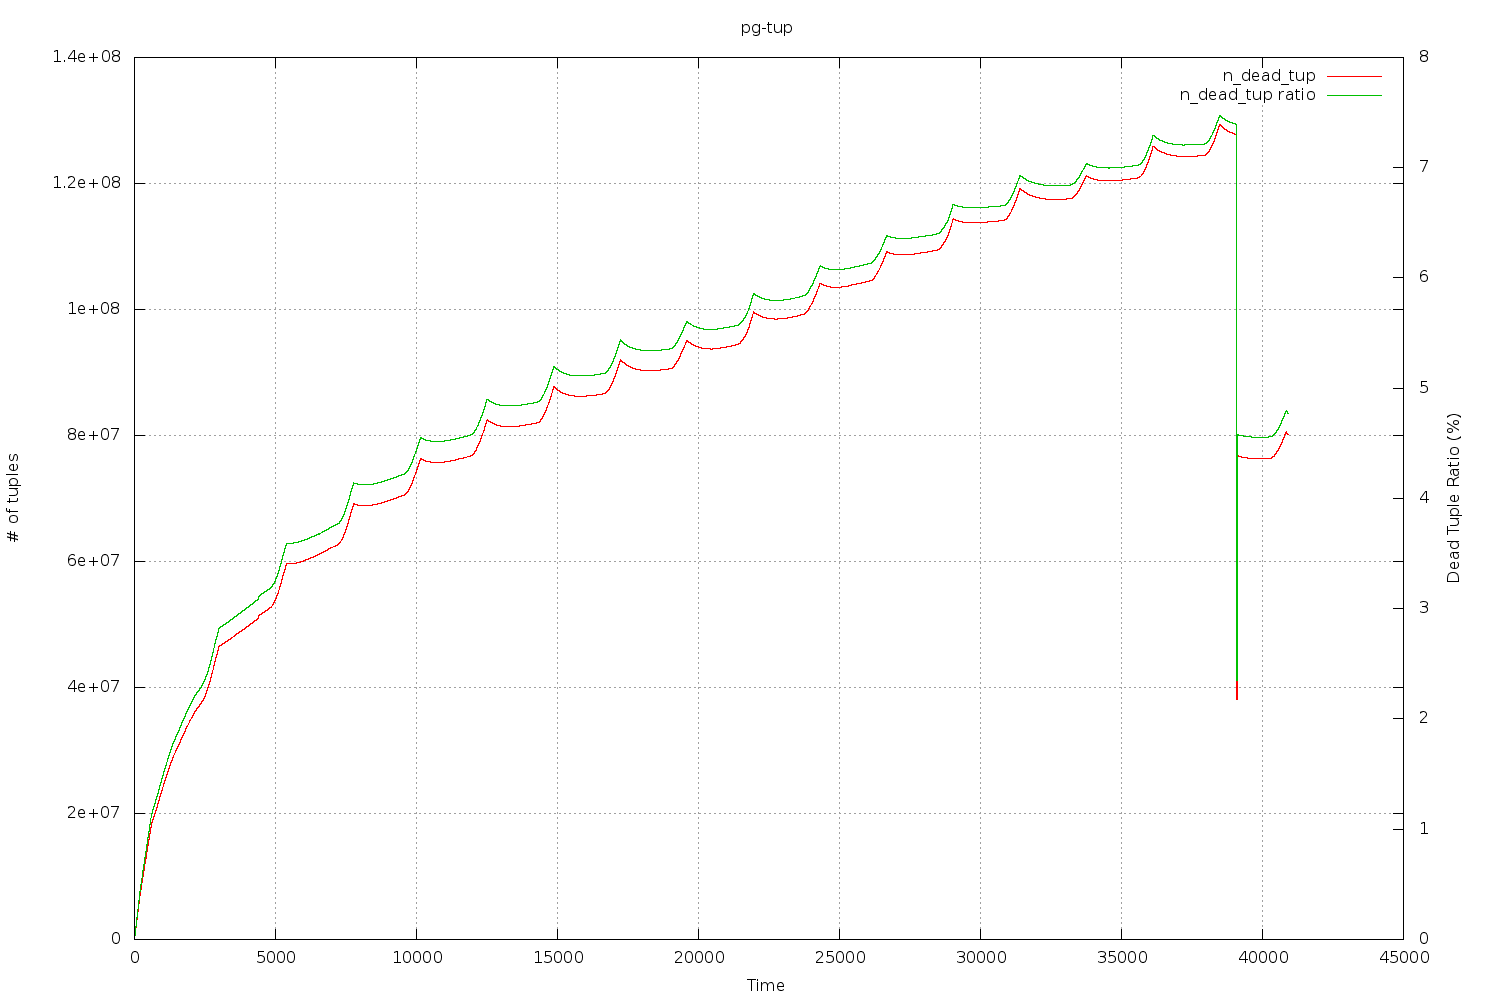 pg-tup
n_dead_tup
n_dead_tup ratio
1.4e+08
1.2e+08
1e+08
8e+07
6e+07
4e+07
2e+07
0
# of tuples
8
7
6
5
4
3
2
1
0
Dead Tuple Ratio (%)
0 5000 10000 15000 20000 25000 30000 35000 40000 45000
Time